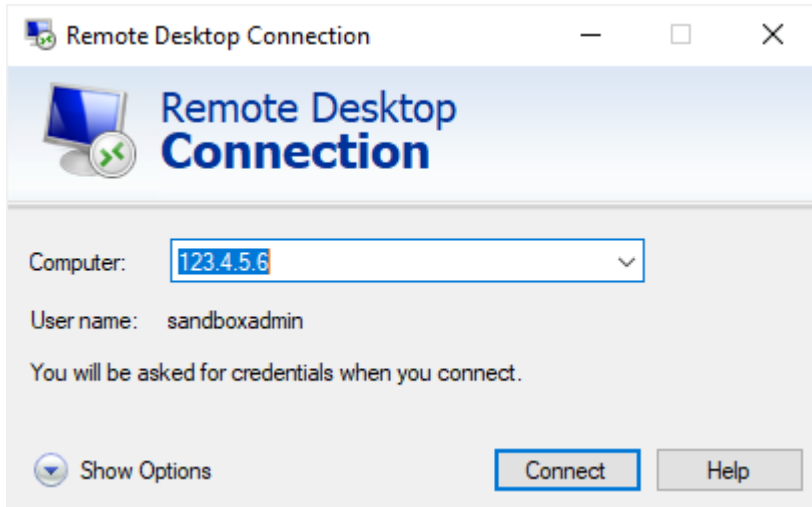 Remote Desktop Connection
Remote Desktop
Connection
Computer: 123.4.5.6
User name: sandboxadmin
You will be asked for credentials when you connect.
Show Options Connect Help